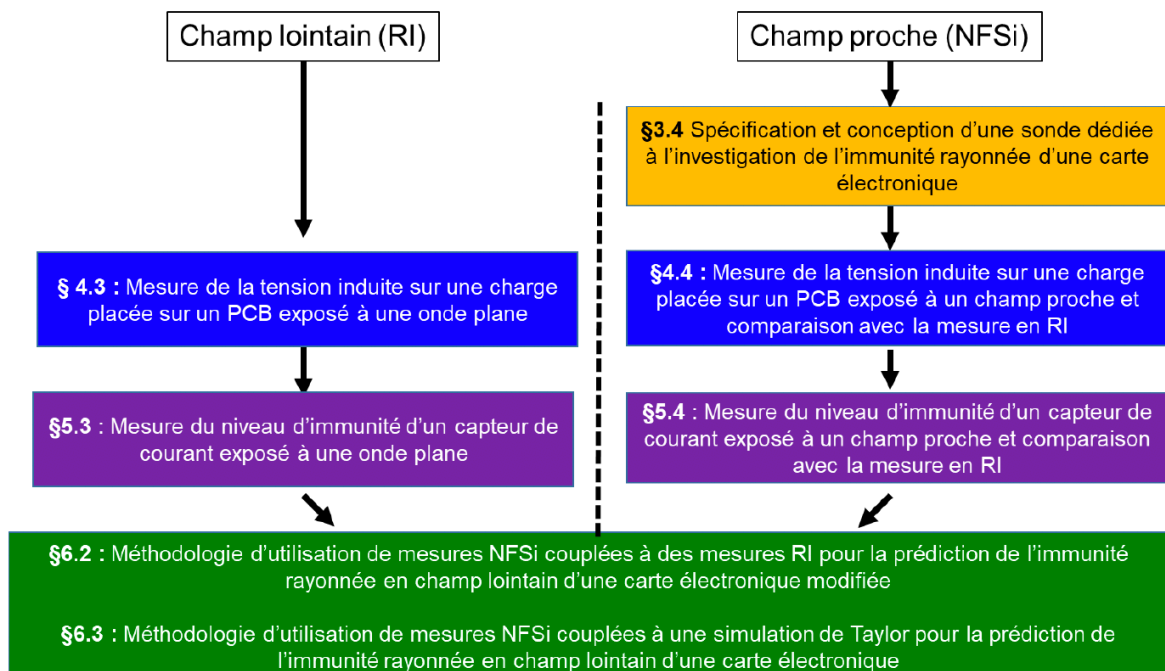 Champ lointain (RI)
Champ proche (NFSi)
§3.4 Spécification et conception d'une sonde dédiée
à l'investigation de l'immunité rayonnée d'une carte
électronique
§ 4.3 : Mesure de la tension induite sur une charge
placée sur un PCB exposé à une onde plane
§4.4 : Mesure de la tension induite sur une charge
placée sur un PCB exposé à un champ proche et
comparaison avec la mesure en RI
§5.3 : Mesure du niveau d'immunité d'un capteur de
courant exposé à une onde plane
§5.4 : Mesure du niveau d'immunité d'un capteur de
courant exposé à un champ proche et comparaison
avec la mesure en RI
§6.2 : Méthodologie d'utilisation de mesures NFSi couplées à des mesures RI pour la prédiction de l'immunité
rayonnée en champ lointain d'une carte électronique modifiée
§6.3 : Méthodologie d'utilisation de mesures NFSi couplées à une simulation de Taylor pour la prédiction de
l'immunité rayonnée en champ lointain d'une carte électronique